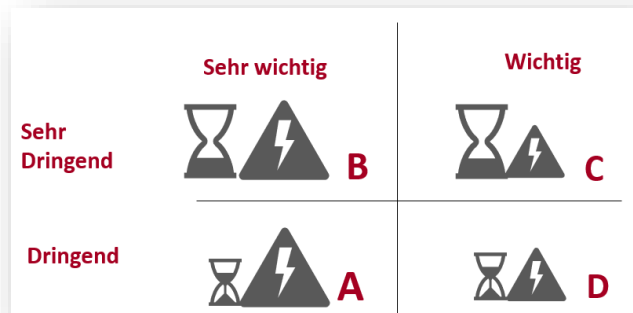 Sehr wichtig
Wichtig
Sehr
Dringend
B
C
Dringend
A
D